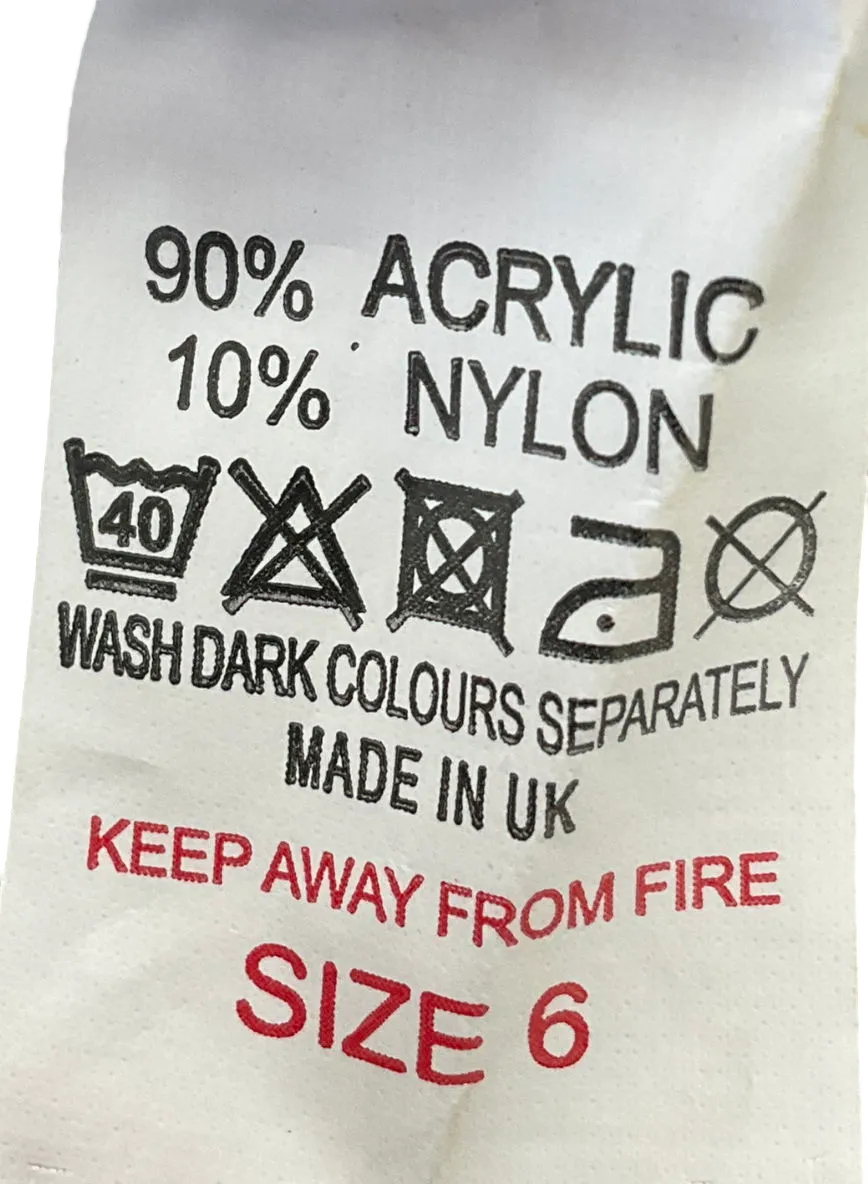 90% ACRYLIC
10% NYLON
40
WASH DARK COLOURS SEPARATELY
MADE IN UK
KEEP AWAY FROM FIRE
SIZE 6